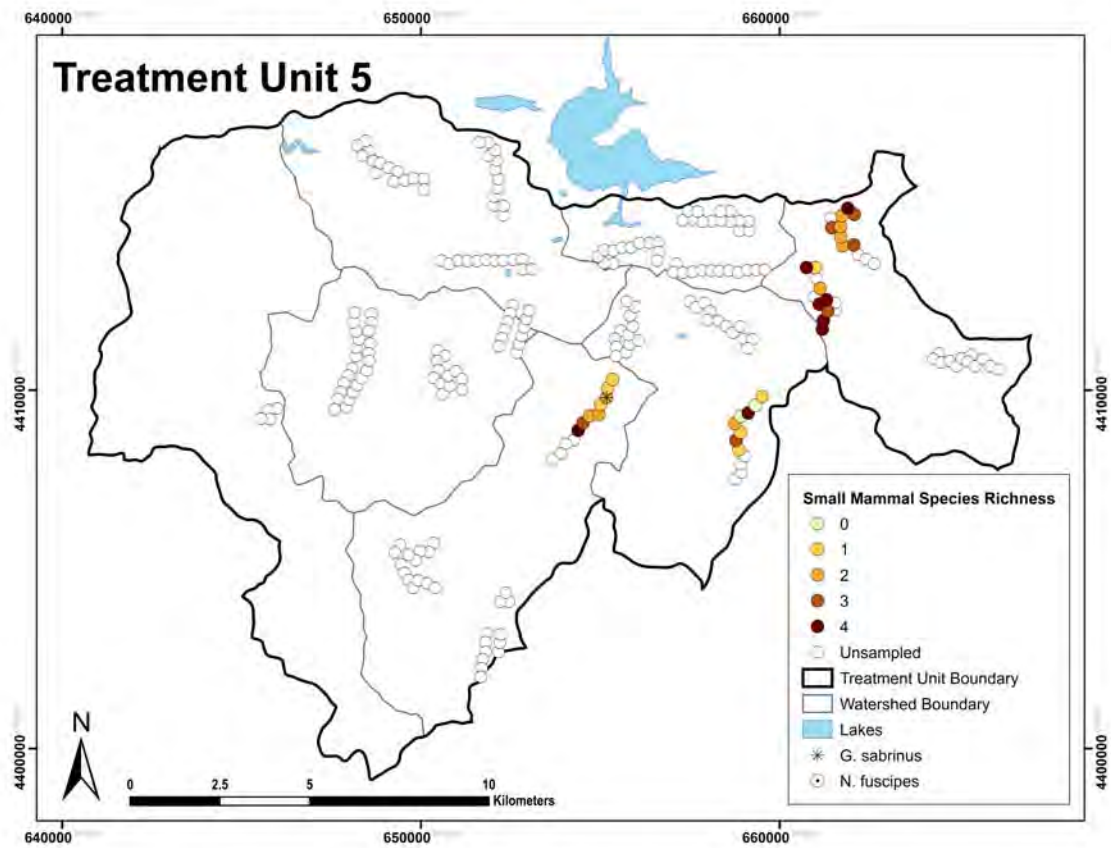 640000
650000
660000
Treatment Unit 5
4410000
4410000
Small Mammal Species Richness
0
1
2
3
4
Unsampled
Treatment Unit Boundary
Watershed Boundary
Lakes
G. sabrinus
N. fuscipes
N
0 2.5 5 10
Kilometers
4400000
4400000
640000
650000
660000